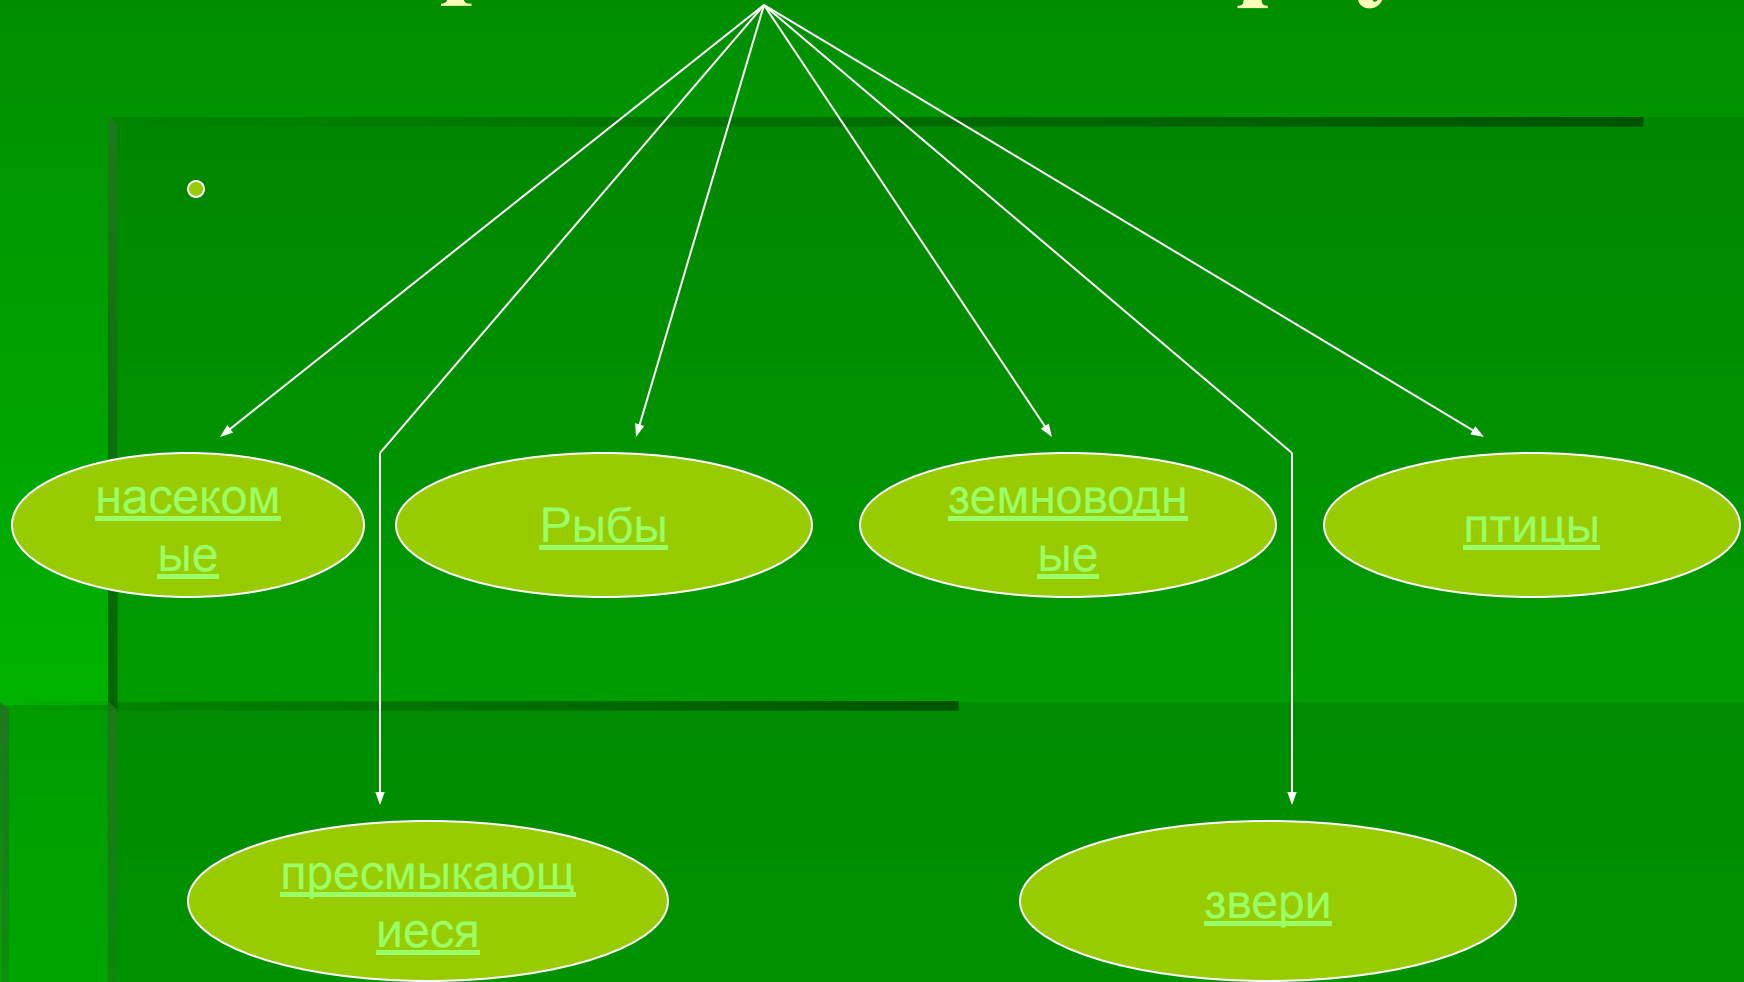 насеком
ые
Рыбы
земноводн
ые
птицы
пресмыкающ
иеся
звери